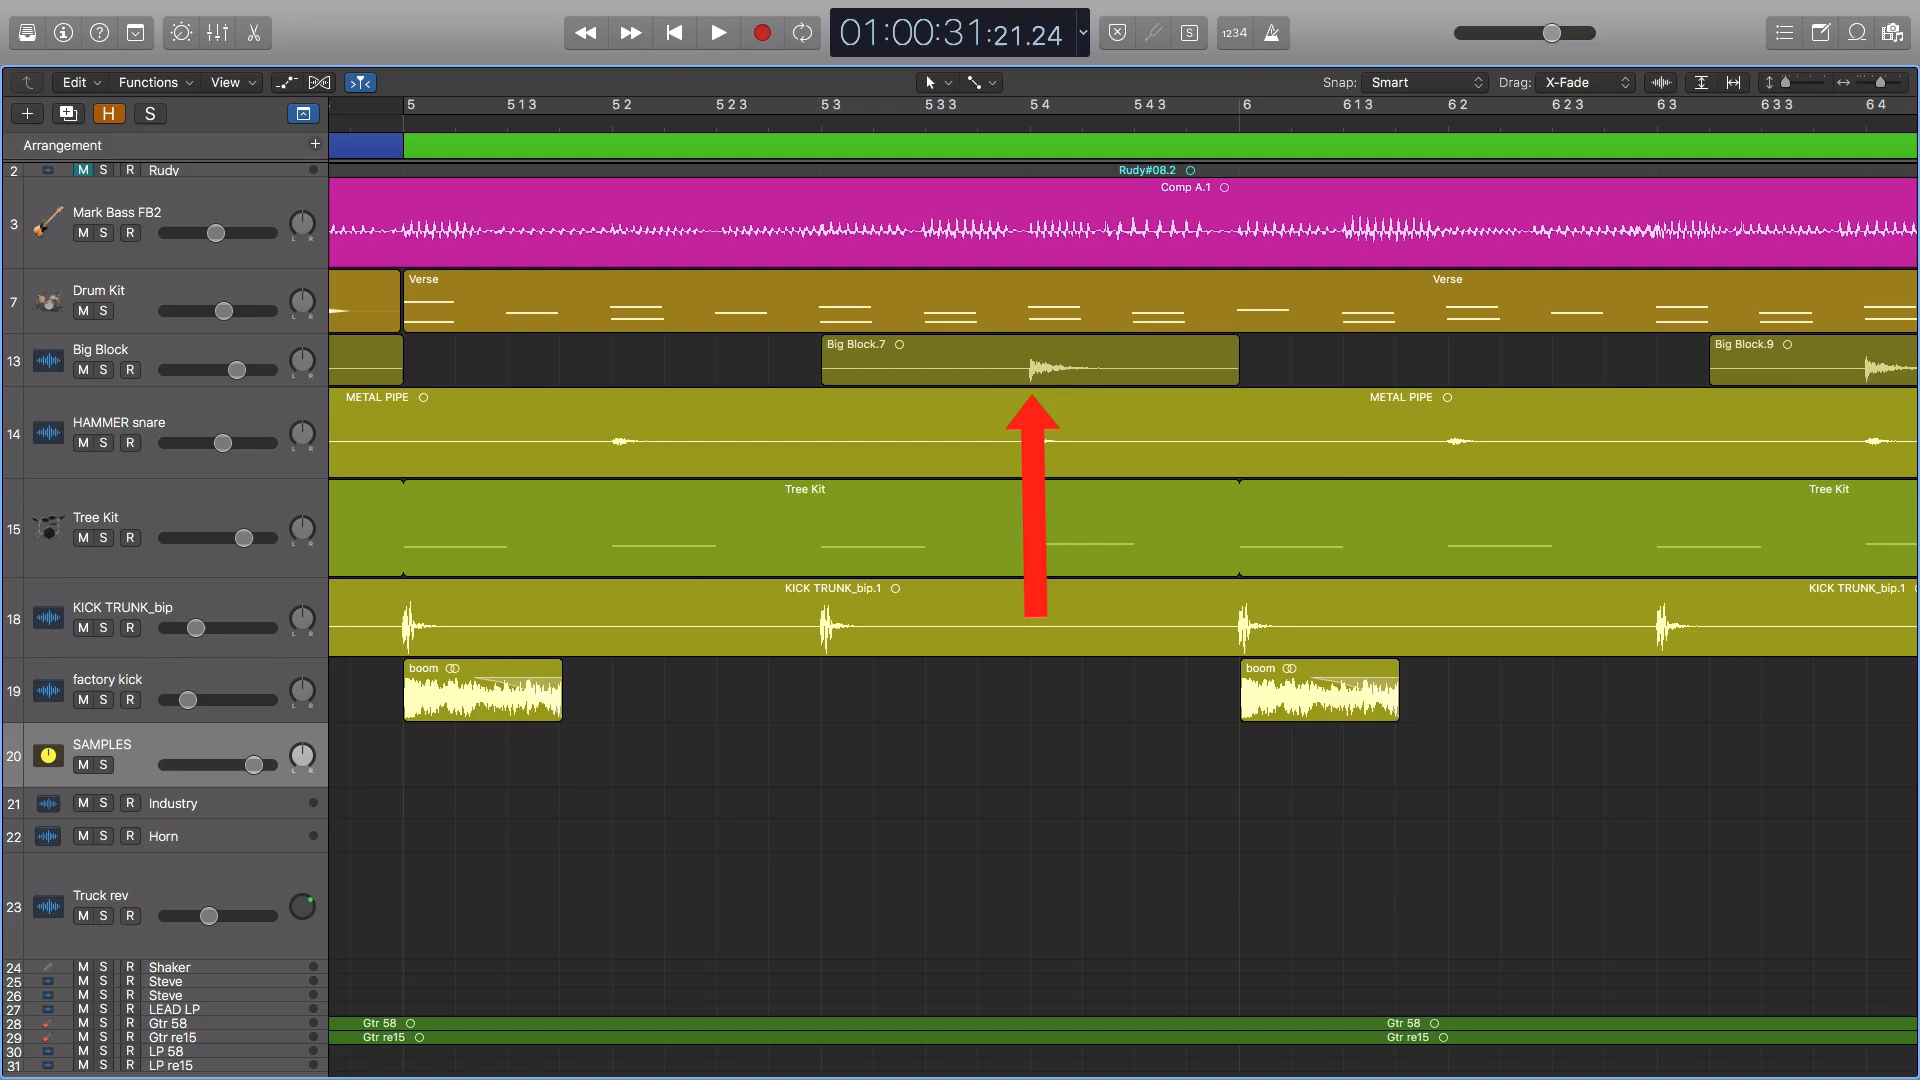 1234
01:00:31:21.24
S
Edit
Functions
View
Snap:
Smart
Drag:
X-Fade
H
S
5
5 1 3
5 2
5 2 3
5 3
5 3 3
5 4
5 4 3
6
6 1 3
6 2
6 2 3
6 3
6 3 3
6 4
Arrangement
2
M S R Rudy
Rudy#08.2
Comp A.1
3
Mark Bass FB2
M S R
L R
7
Drum Kit
M S
L R
Verse
Verse
13
Big Block
M S R
L R
Big Block.7
Big Block.9
14
HAMMER snare
M S R
L R
METAL PIPE
METAL PIPE
15
Tree Kit
M S R
L R
Tree Kit
Tree Kit
18
KICK TRUNK_bip
M S R
L R
KICK TRUNK_bip.1
KICK TRUNK_bip.1
19
factory kick
M S R
L R
boom
boom
20
SAMPLES
M S
L R
21
M S R Industry
22
M S R Horn
23
Truck rev
M S R
24 M S R Shaker
25 M S R Steve
26 M S R Steve
27 M S R LEAD LP
28 M S R Gtr 58
Gtr 58
Gtr 58
29 M S R Gtr re15
Gtr re15
Gtr re15
30 M S R LP 58
31 M S R LP re15